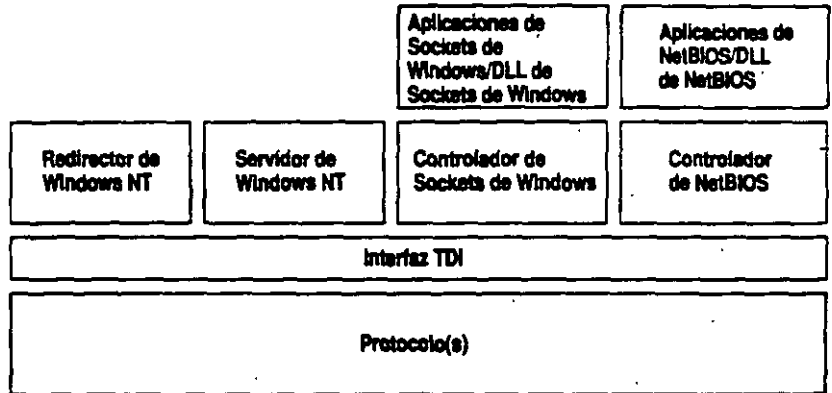 Aplicaciones de
Sockets de
Windows/DLL de
Sockets de Windows
Aplicaciones de
NetBIOS/DLL
de NetBIOS
Redirector de
Windows NT
Servidor de
Windows NT
Controlador de
Sockets de Windows
Controlador
de NetBIOS
Interfaz TDI
Protocolo(s)